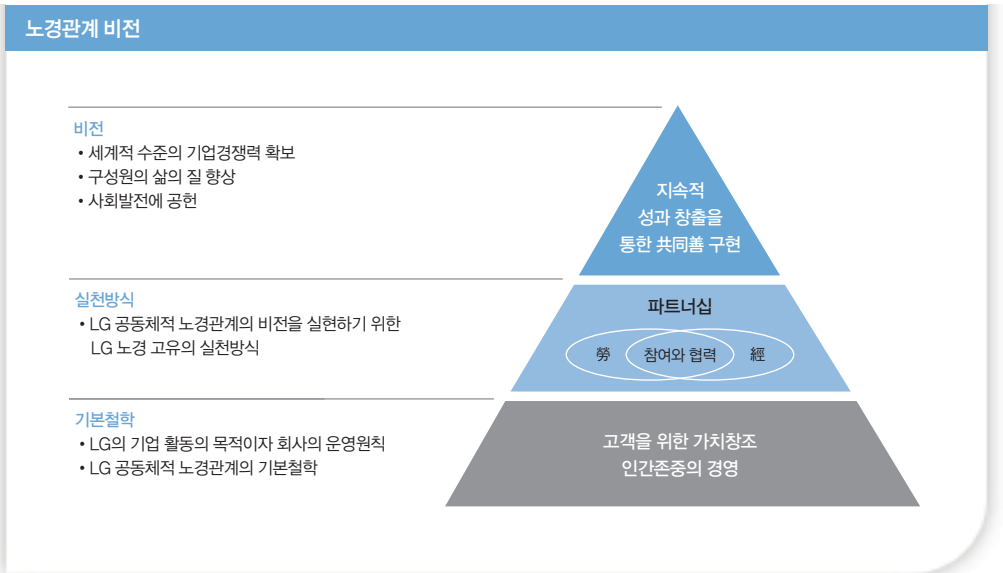 노경관계 비전
비전
• 세계적 수준의 기업경쟁력 확보
• 구성원의 삶의 질 향상
• 사회발전에 공헌
지속적
성과 창출을
통한 共同善 구현
실천방식
• LG 공동체적 노경관계의 비전을 실현하기 위한
LG 노경 고유의 실천방식
파트너십
勞 참여와 협력 經
기본철학
• LG의 기업 활동의 목적이자 회사의 운영원칙
• LG 공동체적 노경관계의 기본철학
고객을 위한 가치창조
인간존중의 경영